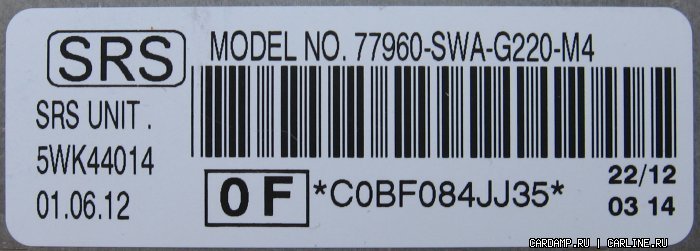 SRS
MODEL NO. 77960-SWA-G220-M4
SRS UNIT .
5WK44014
01.06.12
0F
*C0BF084JJ35*
22/12
03 14
CARDAMP.RU | CARLINE.RU